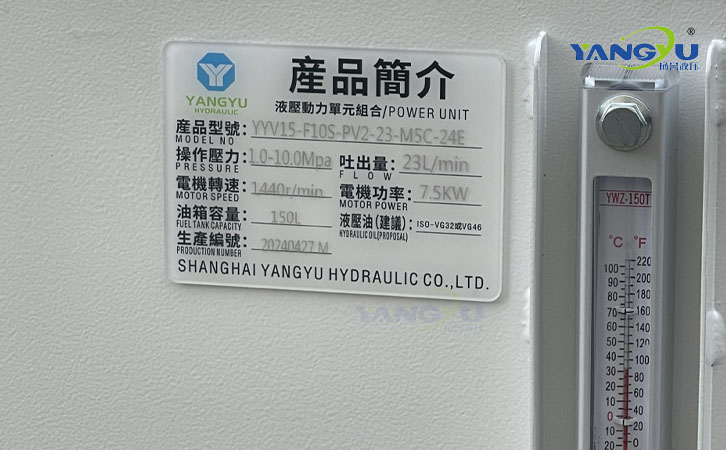 YANGYU®
YANGYU
HYDRAULIC
產品簡介
液壓動力單元組合/POWER UNIT
產品型號: YYV15-F10S-PV2-23-M5C-24E
MODEL NO
操作壓力: 1.0-10.0Mpa 吐出量: 23L/min
PRESSURE FLOW
電機轉速: 1440r/min 電機功率: 7.5KW
MOTOR SPEED MOTOR POWER
油箱容量: 150L 液壓油(建議): ISO-VG32或VG46
FUEL TANK CAPACITY HYDRAULIC OIL(PROPOSAL)
生產編號: 20240427 M
PRODUCTION NUMBER
SHANGHAI YANGYU HYDRAULIC CO.,LTD.
YANGYU
YWZ-150T
°C °F
220
100 200
90
80 180
70 160
60 140
50 120
40 100
30 80
20 60
10 40
0 20
10
20 0